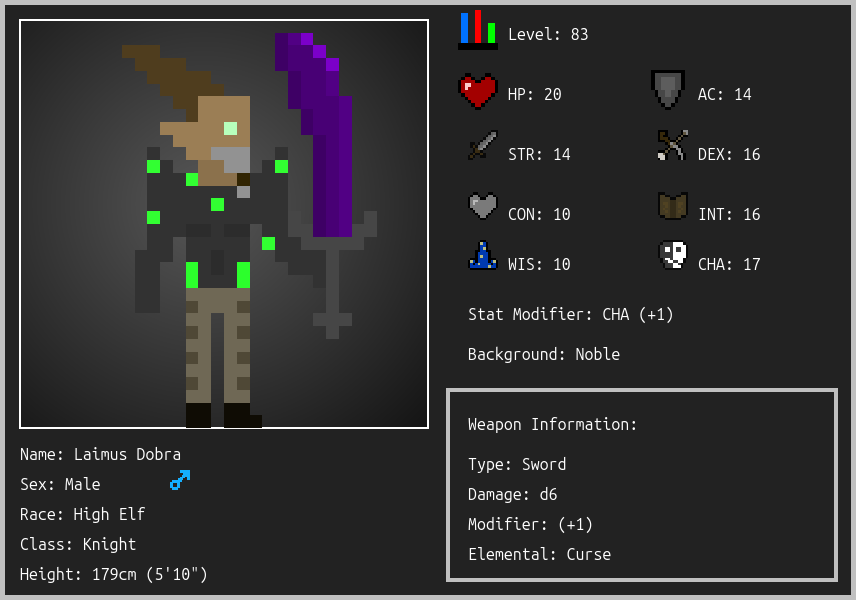 Level: 83
HP: 20
AC: 14
STR: 14
DEX: 16
CON: 10
INT: 16
WIS: 10
CHA: 17
Stat Modifier: CHA (+1)
Background: Noble
Name: Laimus Dobra
Sex: Male
Race: High Elf
Class: Knight
Height: 179cm (5'10")
Weapon Information:
Type: Sword
Damage: d6
Modifier: (+1)
Elemental: Curse